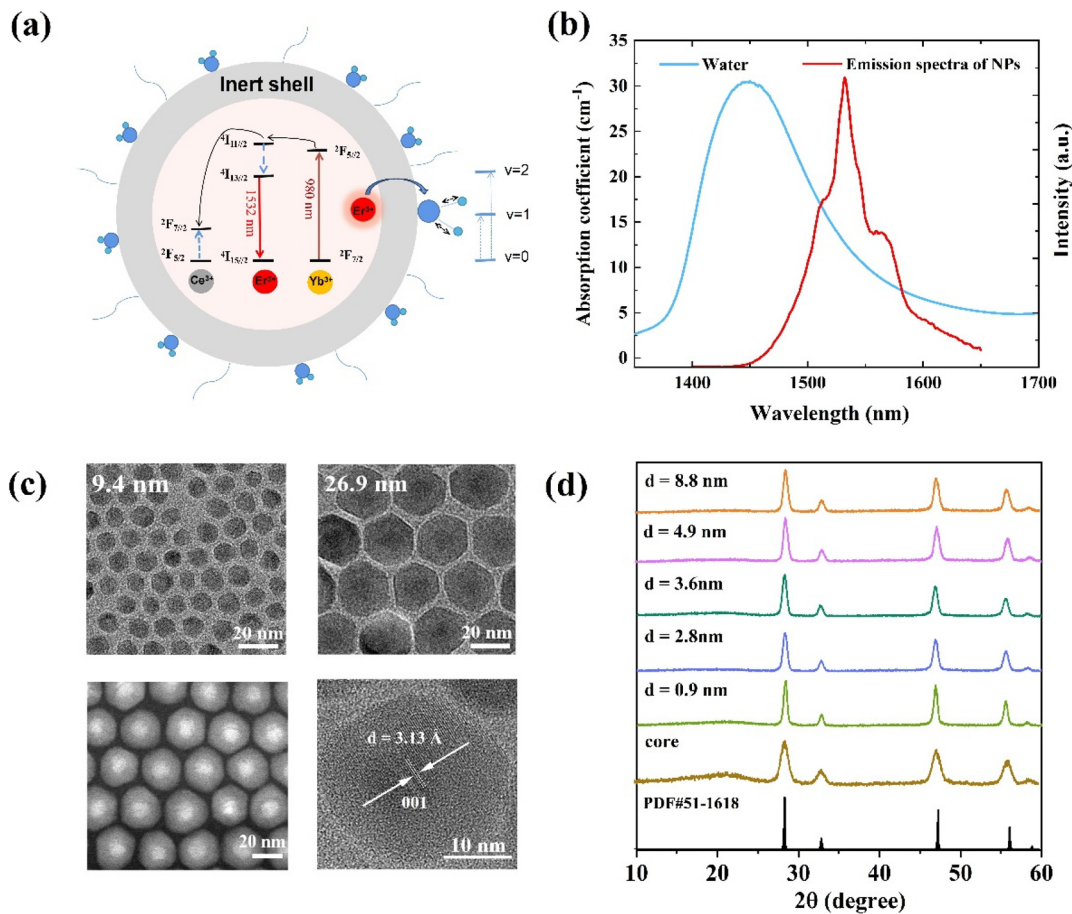 (a)
Inert shell
⁴I₁₁//₂
²F₅//₂
⁴I₁₃//₂
1532 nm
980 nm
Er³⁺
v=2
v=1
v=0
²F₇//₂
²F₅/₂
⁴I₁₅//₂
²F₇/₂
Ce³⁺
Er³⁺
Yb³⁺
(b)
Absorption coefficient (cm⁻¹)
35
30
25
20
15
10
5
0
Water
Emission spectra of NPs
Intensity (a.u.)
1400
1500
1600
1700
Wavelength (nm)
(c)
9.4 nm
20 nm
26.9 nm
20 nm
20 nm
d = 3.13 Å
001
10 nm
(d)
d = 8.8 nm
d = 4.9 nm
d = 3.6nm
d = 2.8nm
d = 0.9 nm
core
PDF#51-1618
10
20
30
40
50
60
2θ (degree)